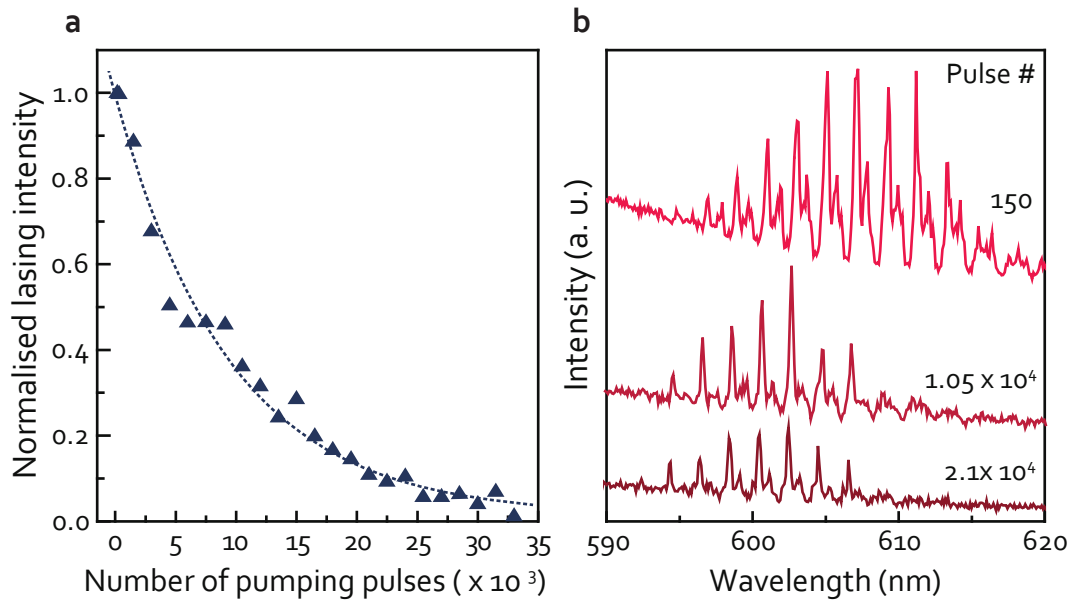 a
Normalised lasing intensity
1.0
0.8
0.6
0.4
0.2
0.0
0 5 10 15 20 25 30 35
Number of pumping pulses ( x 10 ³)
b
Intensity (a. u.)
Pulse #
150
1.05 x 10⁴
2.1x 10⁴
590 600 610 620
Wavelength (nm)